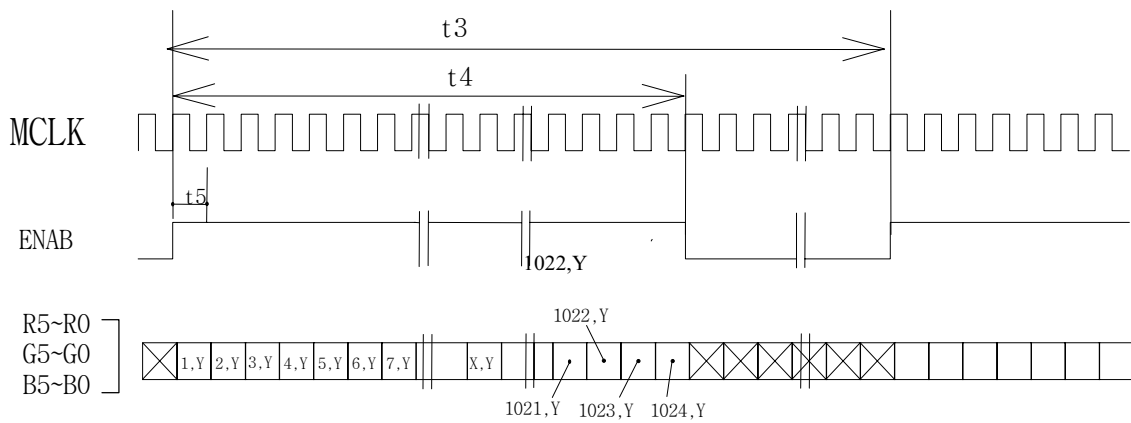 t3
t4
MCLK
t5
ENAB
1022,Y
R5~R0
G5~G0
B5~B0
1,Y 2,Y 3,Y 4,Y 5,Y 6,Y 7,Y X,Y
1022,Y
1021,Y 1023,Y 1024,Y